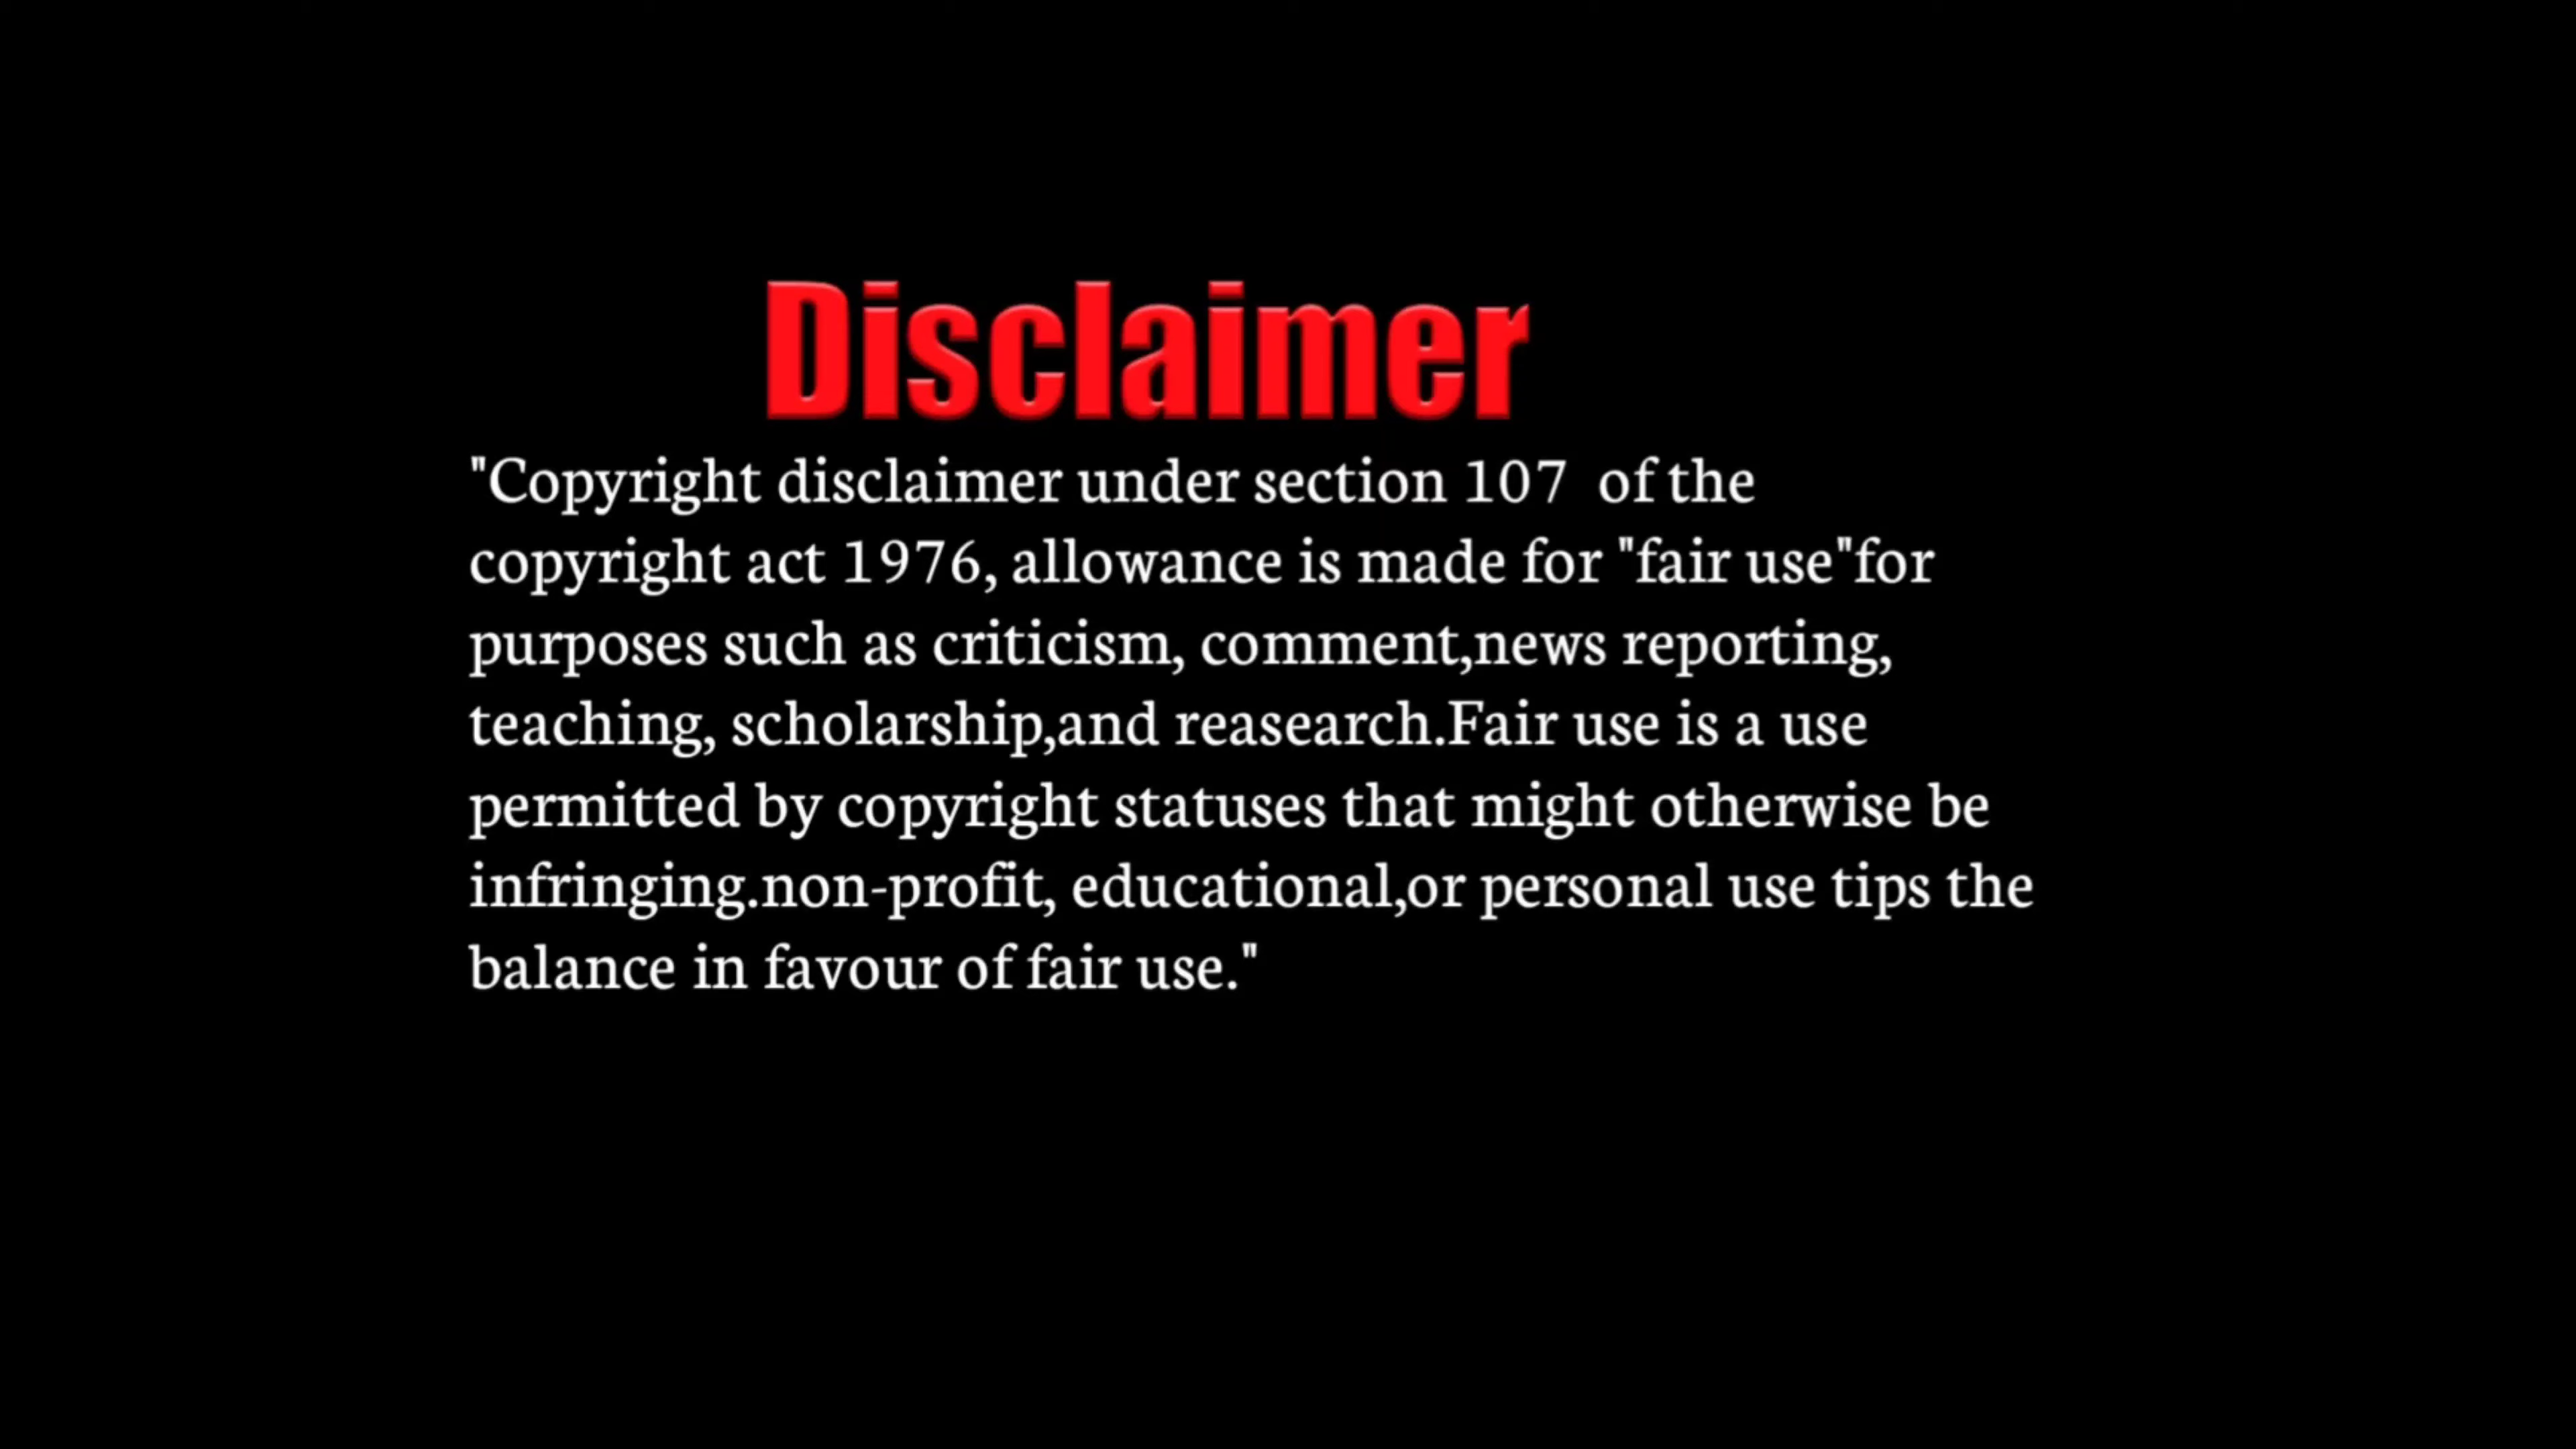 Disclaimer
"Copyright disclaimer under section 107  of the
copyright act 1976, allowance is made for "fair use"for
purposes such as criticism, comment,news reporting,
teaching, scholarship,and reasearch.Fair use is a use
permitted by copyright statuses that might otherwise be
infringing.non-profit, educational,or personal use tips the
balance in favour of fair use."